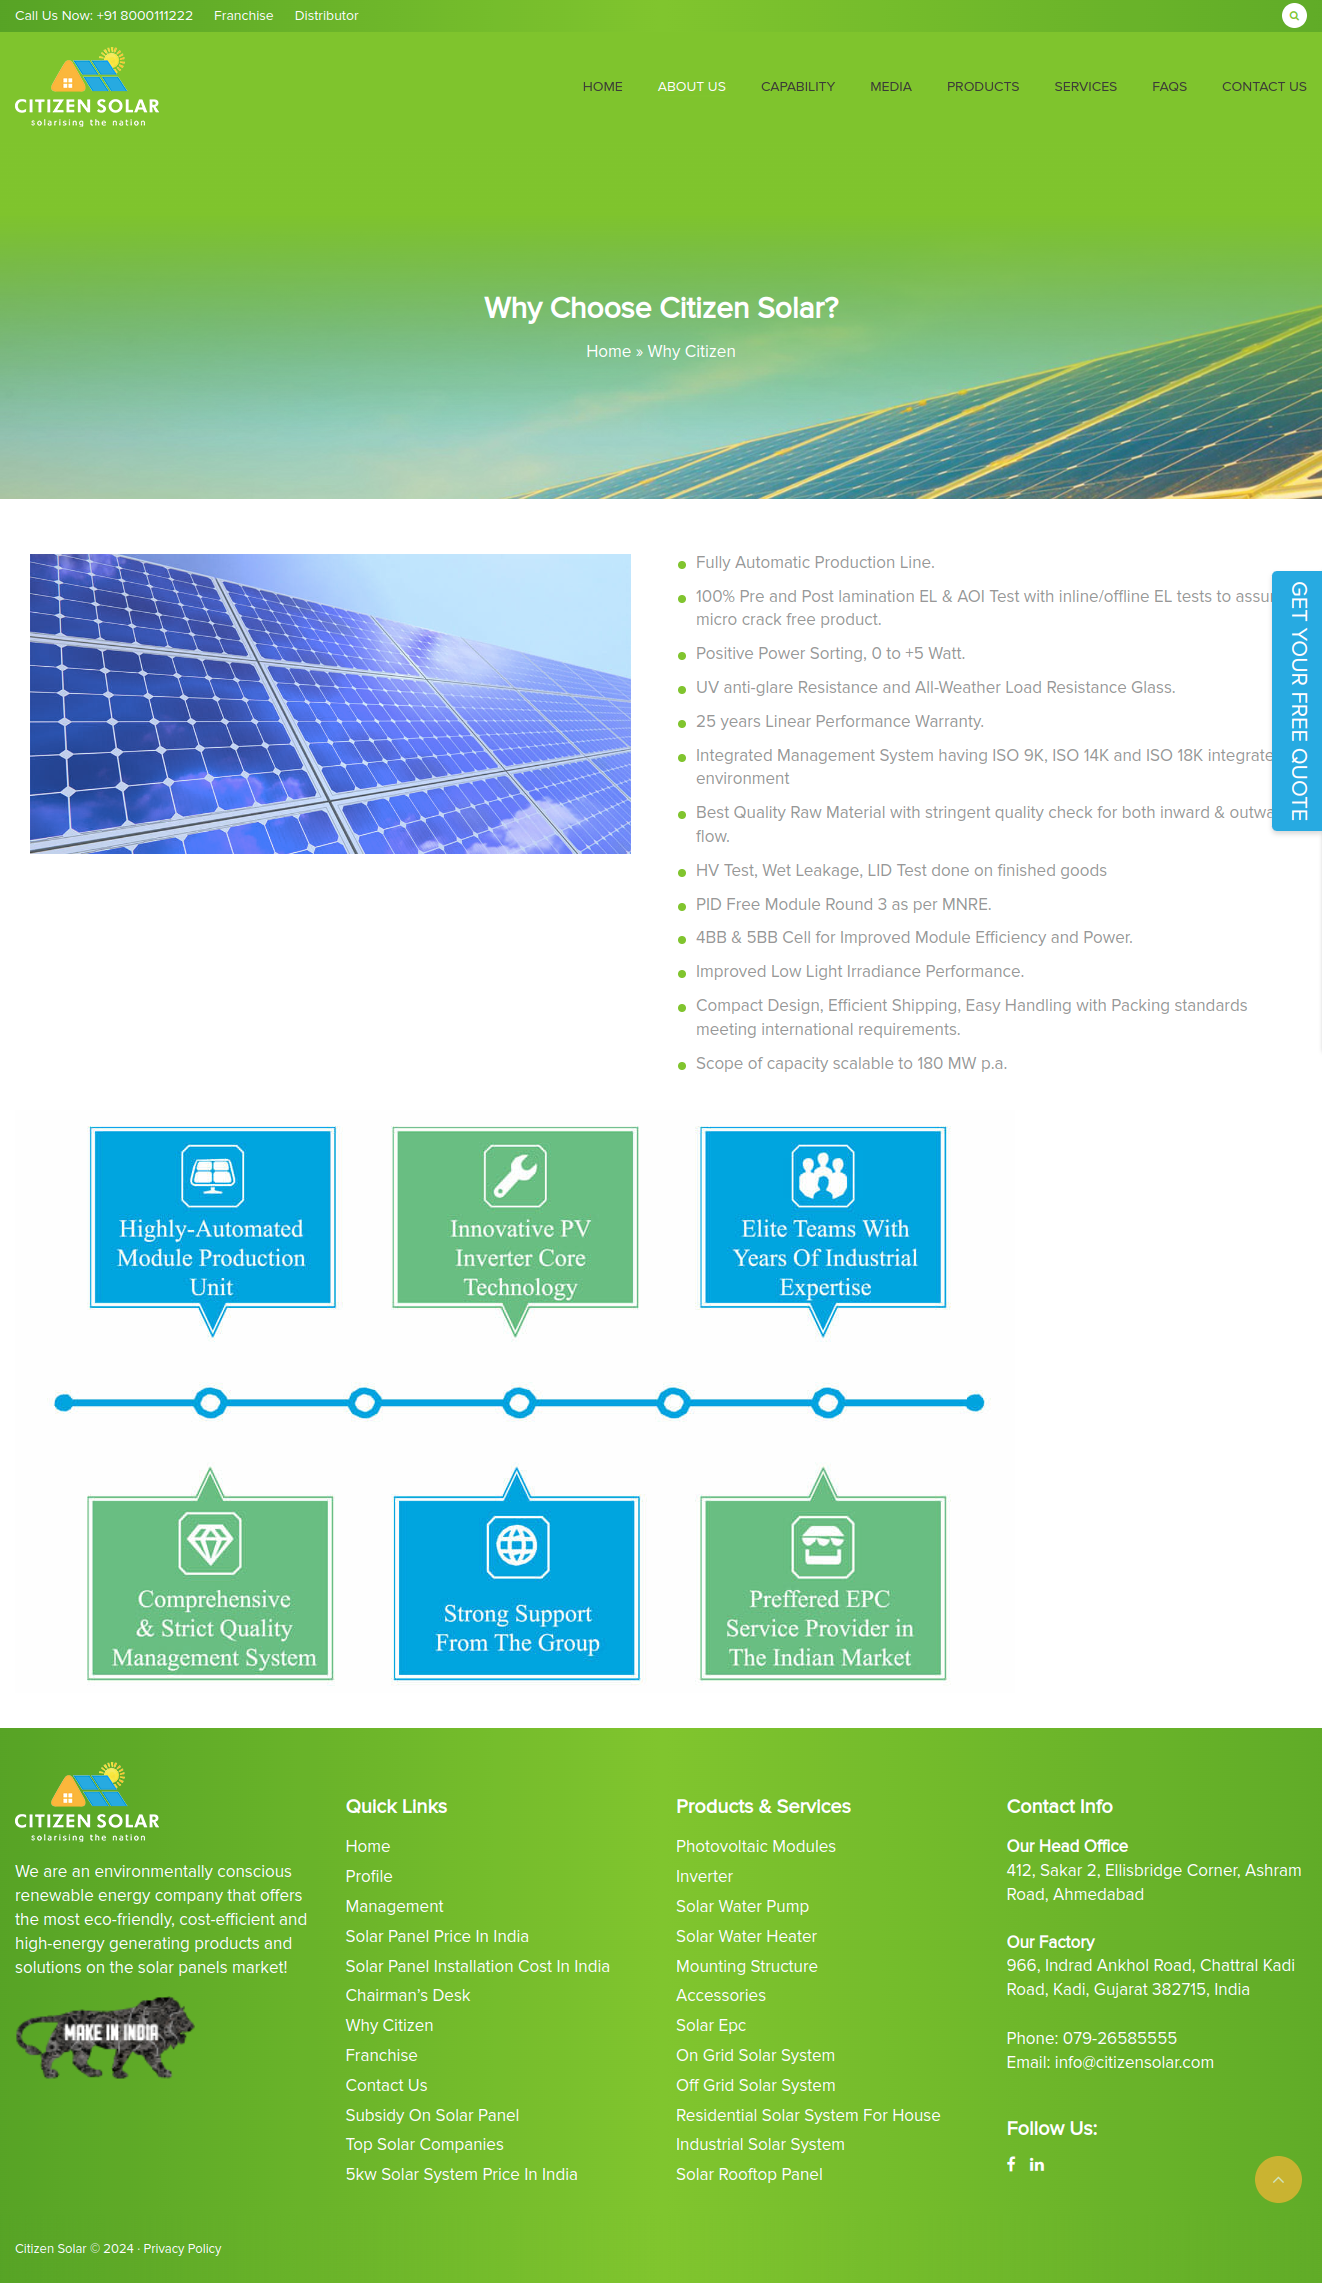 Call Us Now: +91 8000111222 Franchise Distributor
CITIZEN SOLAR
solarising the nation
HOME ABOUT US CAPABILITY MEDIA PRODUCTS SERVICES FAQS CONTACT US
Why Choose Citizen Solar?
Home » Why Citizen
Fully Automatic Production Line.
100% Pre and Post lamination EL & AOI Test with inline/offline EL tests to
micro crack free product.
Positive Power Sorting, 0 to +5 Watt.
UV anti-glare Resistance and All-Weather Load Resistance Glass.
25 years Linear Performance Warranty.
Integrated Management System having ISO 9K, ISO 14K and ISO 18K
environment
Best Quality Raw Material with stringent quality check for both inward &
flow.
HV Test, Wet Leakage, LID Test done on finished goods
PID Free Module Round 3 as per MNRE.
4BB & 5BB Cell for Improved Module Efficiency and Power.
Improved Low Light Irradiance Performance.
Compact Design, Efficient Shipping, Easy Handling with Packing standards
meeting international requirements.
Scope of capacity scalable to 180 MW p.a.
GET YOUR FREE QUOTE
Highly-Automated
Module Production
Unit
Innovative PV
Inverter Core
Technology
Elite Teams With
Years Of Industrial
Expertise
Comprehensive
& Strict Quality
Management System
Strong Support
From The Group
Preffered EPC
Service Provider in
The Indian Market
CITIZEN SOLAR
solarising the nation
We are an environmentally conscious
renewable energy company that offers
the most eco-friendly, cost-efficient and
high-energy generating products and
solutions on the solar panels market!
MAKE IN INDIA
Quick Links
Home
Profile
Management
Solar Panel Price In India
Solar Panel Installation Cost In India
Chairman's Desk
Why Citizen
Franchise
Contact Us
Subsidy On Solar Panel
Top Solar Companies
5kw Solar System Price In India
Products & Services
Photovoltaic Modules
Inverter
Solar Water Pump
Solar Water Heater
Mounting Structure
Accessories
Solar Epc
On Grid Solar System
Off Grid Solar System
Residential Solar System For House
Industrial Solar System
Solar Rooftop Panel
Contact Info
Our Head Office
412, Sakar 2, Ellisbridge Corner, Ashram
Road, Ahmedabad
Our Factory
966, Indrad Ankhol Road, Chattral Kadi
Road, Kadi, Gujarat 382715, India
Phone: 079-26585555
Email: info@citizensolar.com
Follow Us:
Citizen Solar © 2024 · Privacy Policy